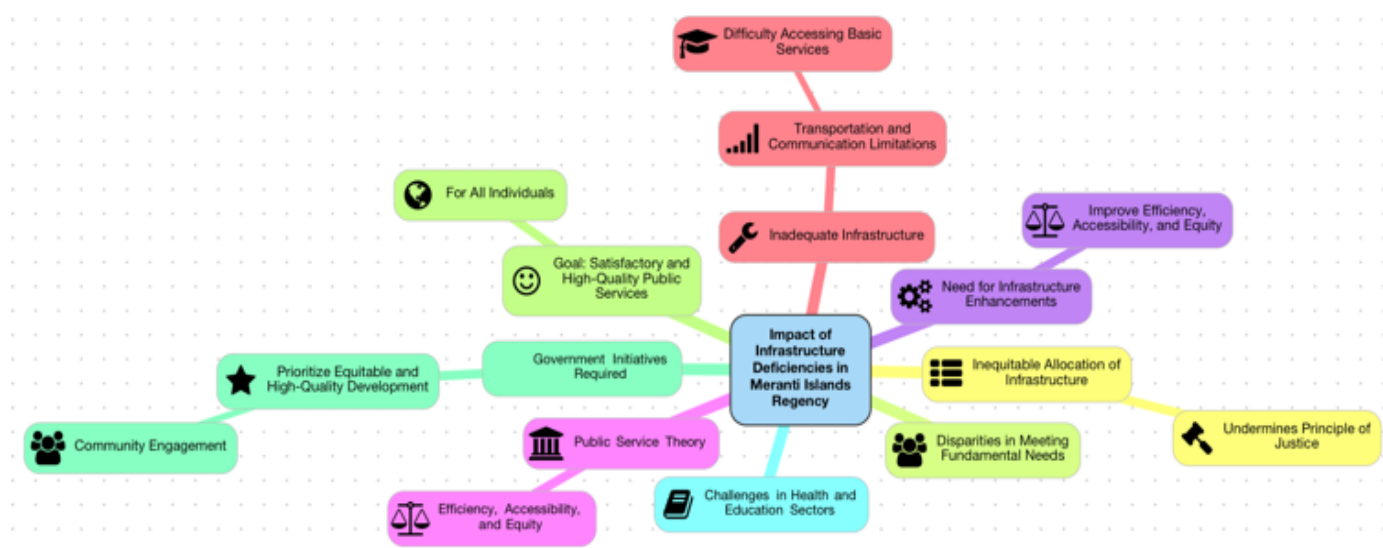 Difficulty Accessing Basic
Services
Transportation and
Communication Limitations
For All Individuals
Improve Efficiency,
Accessibility, and Equity
Inadequate Infrastructure
Goal: Satisfactory and
High-Quality Public
Services
Need for Infrastructure
Enhancements
Impact of
Infrastructure
Deficiencies in
Meranti Islands
Regency
Government Initiatives
Required
Prioritize Equitable and
High-Quality Development
Inequitable Allocation of
Infrastructure
Community Engagement
Public Service Theory
Disparities in Meeting
Fundamental Needs
Undermines Principle of
Justice
Efficiency, Accessibility,
and Equity
Challenges in Health and
Education Sectors